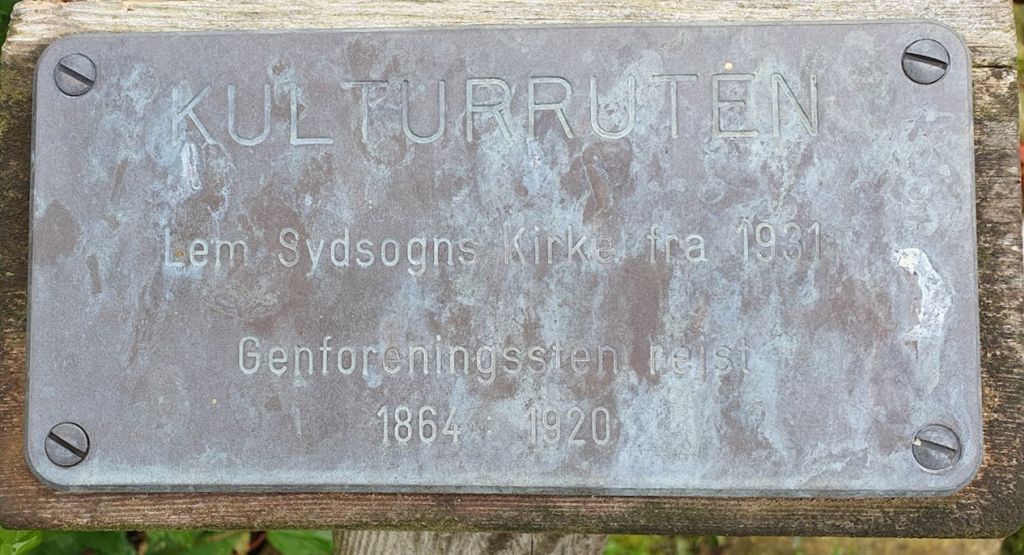 KULTURRUTEN
Lem Sydsogns Kirke fra 1931
Genforeningssten rejst
1864 : 1920